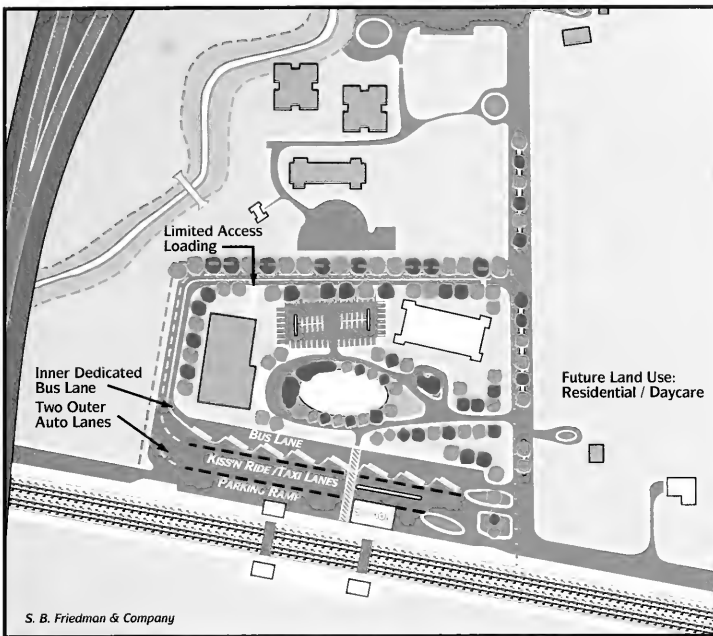 Limited Access
Loading
Inner Dedicated
Bus Lane
Two Outer
Auto Lanes
Future Land Use:
Residential / Daycare
BUS LANE
KISS'N RIDE/TAXI LANES
PARKING RAMP
S. B. Friedman & Company